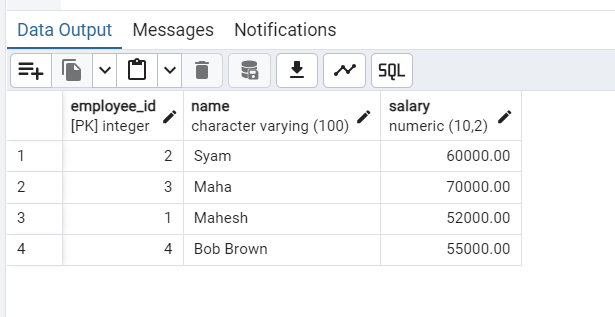 Data Output Messages Notifications
SQL
employee_id name salary
[PK] integer character varying (100) numeric (10,2)
1 2 Syam 60000.00
2 3 Maha 70000.00
3 1 Mahesh 52000.00
4 4 Bob Brown 55000.00